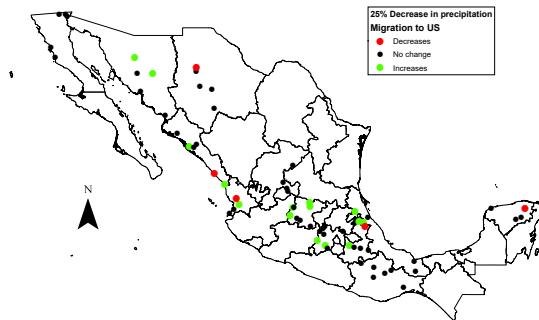 25% Decrease in precipitation
Migration to US
Decreases
No change
Increases
N